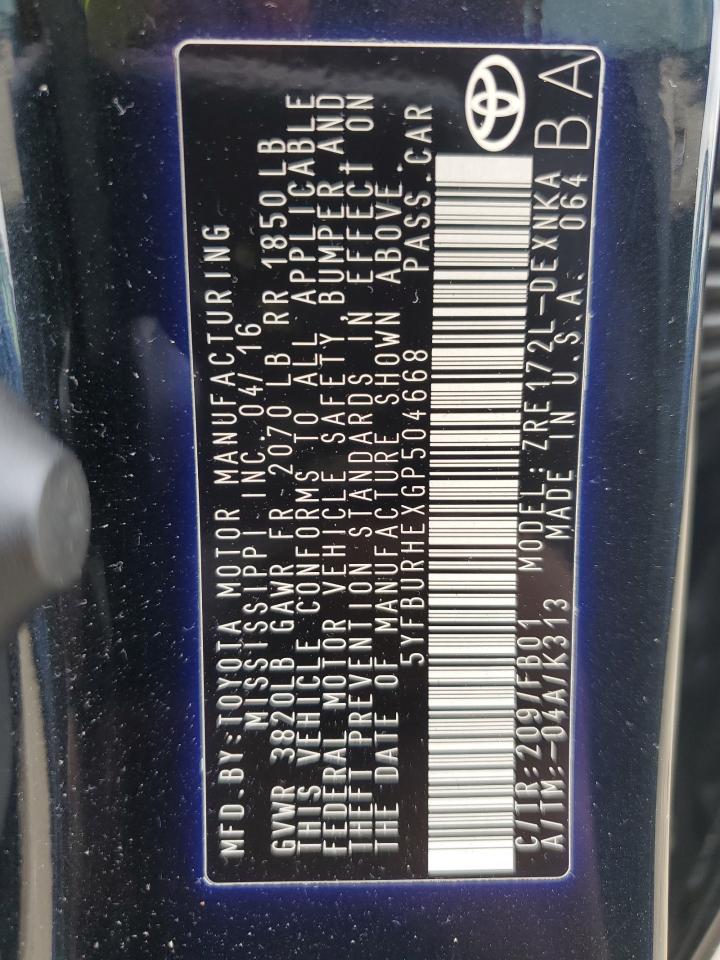 MFD.BY:TOYOTA MOTOR MANUFACTURING
MISSISSIPPI INC. 04/16
GVWR 3820LB GAWR FR 2070 LB RR 1850 LB
THIS VEHICLE CONFORMS TO ALL APPLICABLE
FEDERAL MOTOR VEHICLE SAFETY, BUMPER AND
THEFT PREVENTION STANDARDS IN EFFECT ON
THE DATE OF MANUFACTURE SHOWN ABOVE.
5YFBURHEXGP504668 PASS.CAR
C/TR:209/FB01 MODEL:ZRE172L-DEXNKA
A/TM:-04A/K313 MADE IN U.S.A. 064
BA